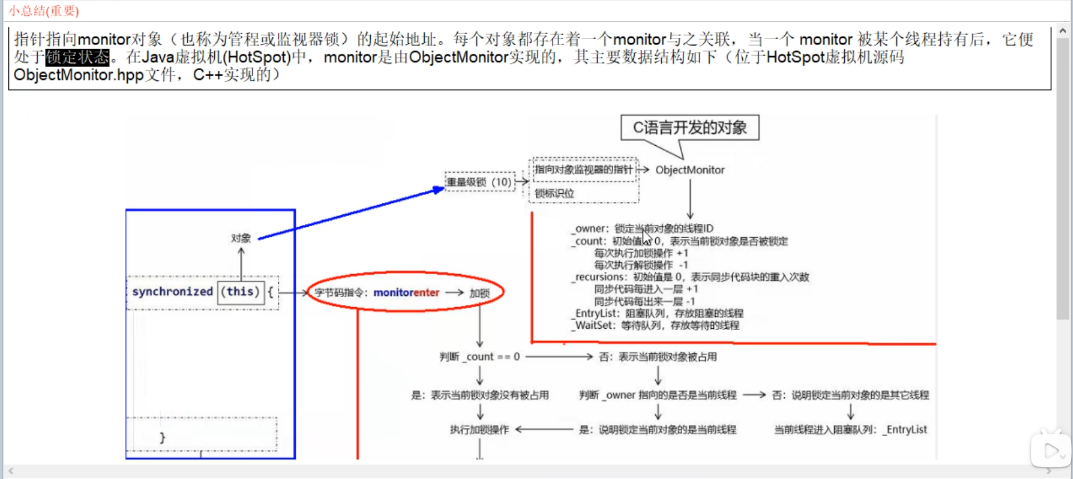 小总结(重要)
指针指向monitor对象（也称为管程或监视器锁）的起始地址。每个对象都存在着一个monitor与之关联，当一个 monitor 被某个线程持有后，它便
处于锁定状态。在Java虚拟机(HotSpot)中，monitor是由ObjectMonitor实现的，其主要数据结构如下（位于HotSpot虚拟机源码
ObjectMonitor.hpp文件，C++实现的）
C语言开发的对象
重量级锁（10）
指向对象监视器的指针
ObjectMonitor
锁标识位
_owner：锁定当前对象的线程ID
_count：初始值 0，表示当前锁对象是否被锁定
每次执行加锁操作 +1
每次执行解锁操作 -1
_recursions：初始值是 0，表示同步代码块的重入次数
同步代码每进入一层 +1
同步代码每出来一层 -1
_EntryList：阻塞队列，存放阻塞的线程
_WaitSet：等待队列，存放等待的线程
对象
synchronized (this) {
字节码指令：monitorenter
加锁
判断 _count == 0
否：表示当前锁对象被占用
是：表示当前锁对象没有被占用
判断 _owner 指向的是否是当前线程
否：说明锁定当前对象的是其它线程
执行加锁操作
是：说明锁定当前对象的是当前线程
当前线程进入阻塞队列：_EntryList
}